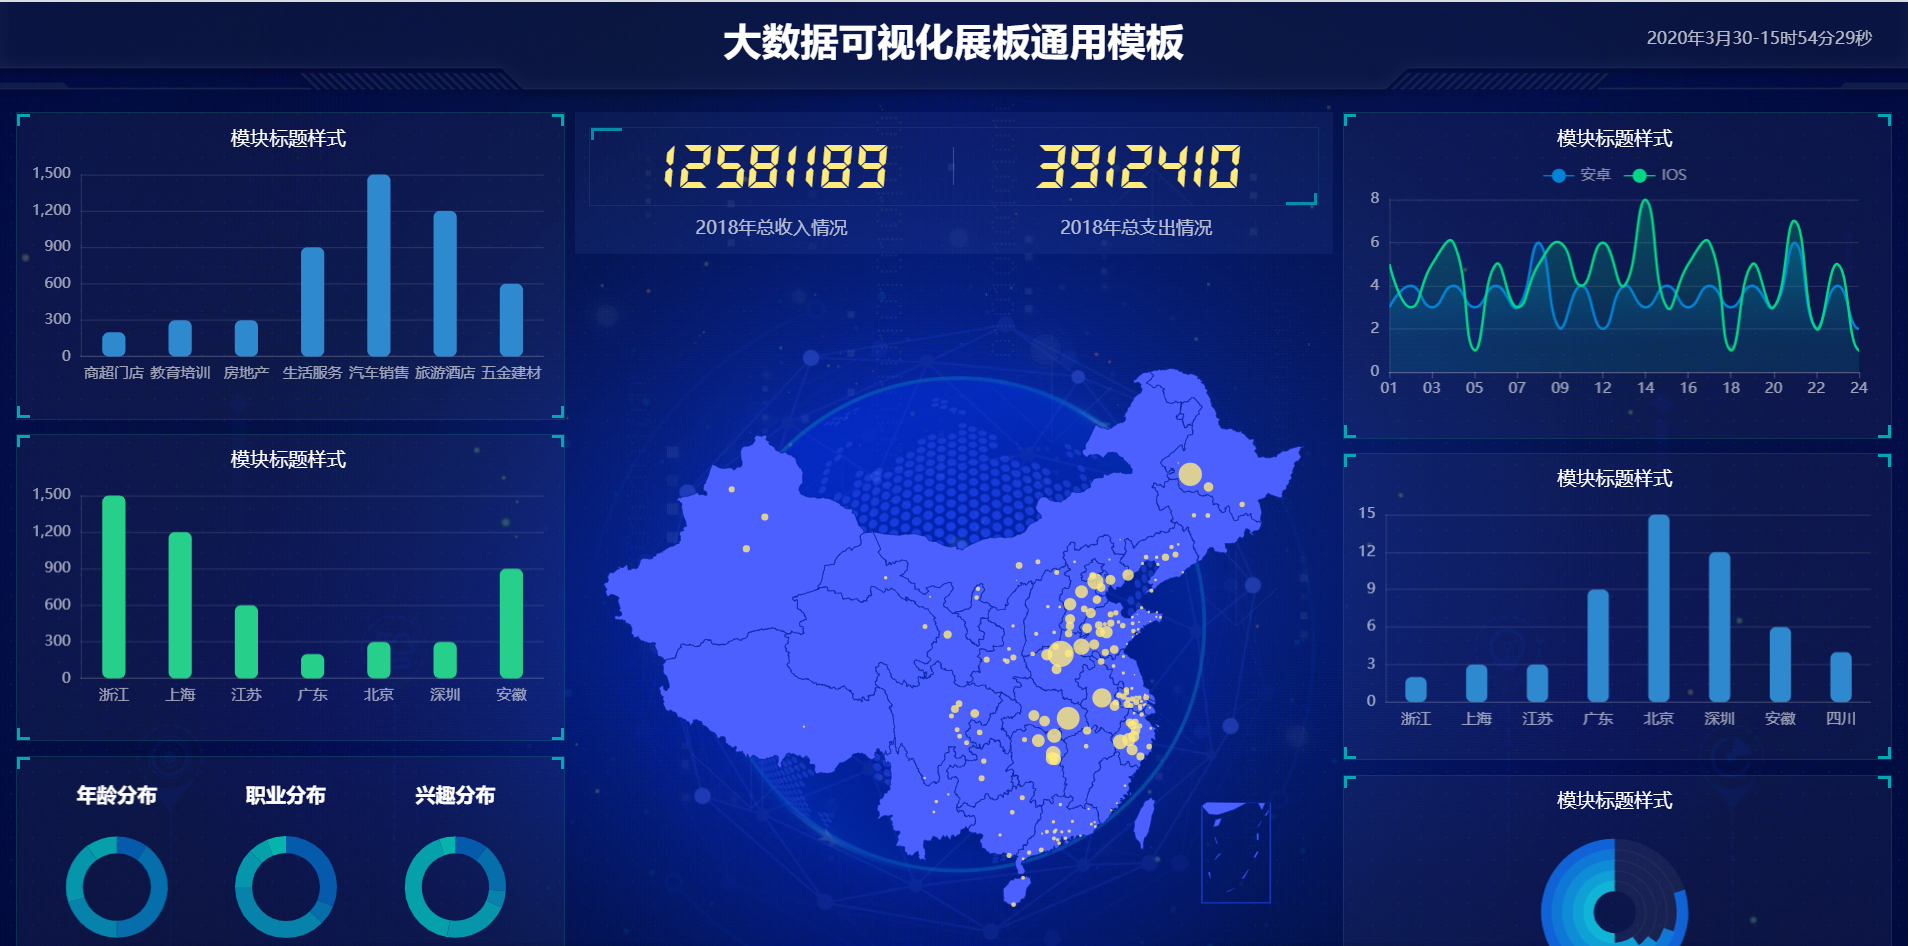 大数据可视化展板通用模板
2020年3月30-15时54分29秒
模块标题样式
1,500
1,200
900
600
300
0
商超门店 教育培训 房地产 生活服务 汽车销售 旅游酒店 五金建材
模块标题样式
1,500
1,200
900
600
300
0
浙江 上海 江苏 广东 北京 深圳 安徽
年龄分布 职业分布 兴趣分布
12581189 3912410
2018年总收入情况 2018年总支出情况
模块标题样式
安卓 IOS
8
6
4
2
0
01 03 05 07 09 12 14 16 18 20 22 24
模块标题样式
15
12
9
6
3
0
浙江 上海 江苏 广东 北京 深圳 安徽 四川
模块标题样式